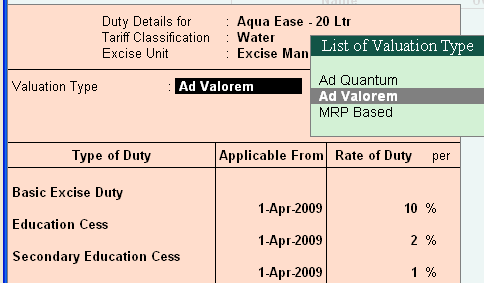 Duty Details for : Aqua Ease - 20 Ltr
Tariff Classification : Water
Excise Unit : Excise Man
List of Valuation Type
Ad Quantum
Ad Valorem
MRP Based
Valuation Type : Ad Valorem
Type of Duty Applicable From Rate of Duty per
Basic Excise Duty
1-Apr-2009 10 %
Education Cess
1-Apr-2009 2 %
Secondary Education Cess
1-Apr-2009 1 %